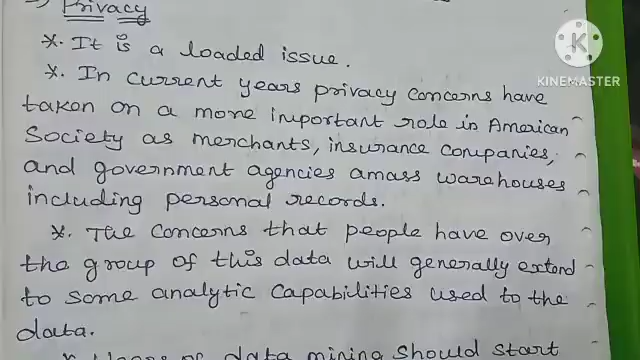 Privacy
*. It is a loaded issue.
*. In current years privacy concerns have
taken on a more important role in American
Society as merchants, insurance companies,
and government agencies amass warehouses
including personal records.
*. The concerns that people have over
the group of this data will generally extend
to some analytic capabilities used to the
data.
* Users of data mining should start
KINEMASTER